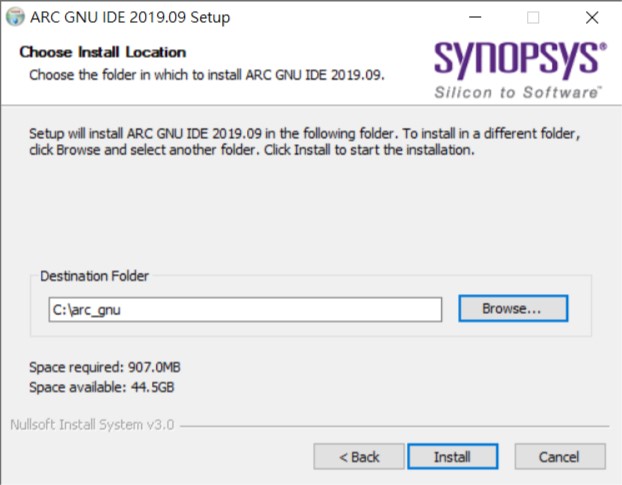 ARC GNU IDE 2019.09 Setup
Choose Install Location
Choose the folder in which to install ARC GNU IDE 2019.09.
SYNOPSYS®
Silicon to Software™
Setup will install ARC GNU IDE 2019.09 in the following folder. To install in a different folder,
click Browse and select another folder. Click Install to start the installation.
Destination Folder
C:\arc_gnu
Browse...
Space required: 907.0MB
Space available: 44.5GB
Nullsoft Install System v3.0
< Back
Install
Cancel